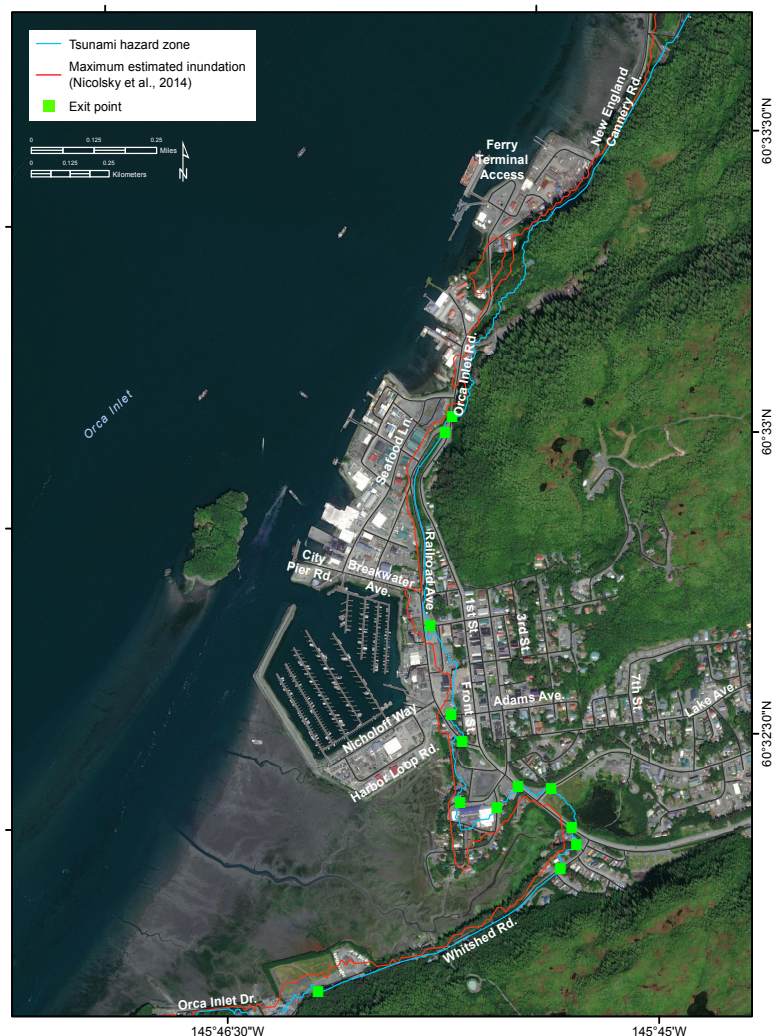 Tsunami hazard zone
Maximum estimated inundation
(Nicolsky et al., 2014)
Exit point
0 0.125 0.25
Miles
0 0.125 0.25
Kilometers
N
New England
Cannery Rd.
Ferry
Terminal
Access
60°33'30"N
Orca Inlet Rd.
Orca Inlet
60°33'N
Seafood Ln.
Railroad Ave.
City
Pier Rd.
Breakwater
Ave.
1st St.
3rd St.
Front St.
Adams Ave.
7th St.
Lake Ave.
Nicholoff Way
60°32'30"N
Harbor Loop Rd.
Whitshed Rd.
Orca Inlet Dr.
145°46'30"W
145°45'W